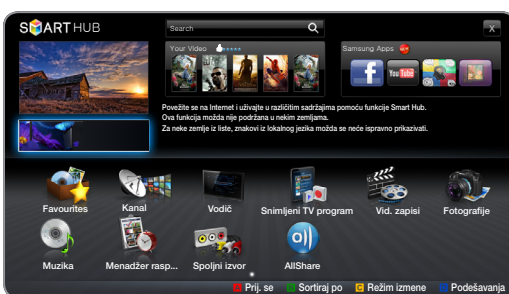 SMART HUB
Search
X
Your Video
Samsung Apps
You Tube
Povežite se na Internet i uživajte u različitim sadržajima pomoću funkcije Smart Hub.
Ova funkcija možda nije podržana u nekim zemljama.
Za neke zemlje iz liste, znakovi iz lokalnog jezika možda se neće ispravno prikazivati.
Favourites
Kanal
Vodič
Snimljeni TV program
Vid. zapisi
Fotografije
Muzika
Menadžer rasp...
Spoljni izvor
AllShare
Prij. se
Sortiraj po
Režim izmene
Podešavanja